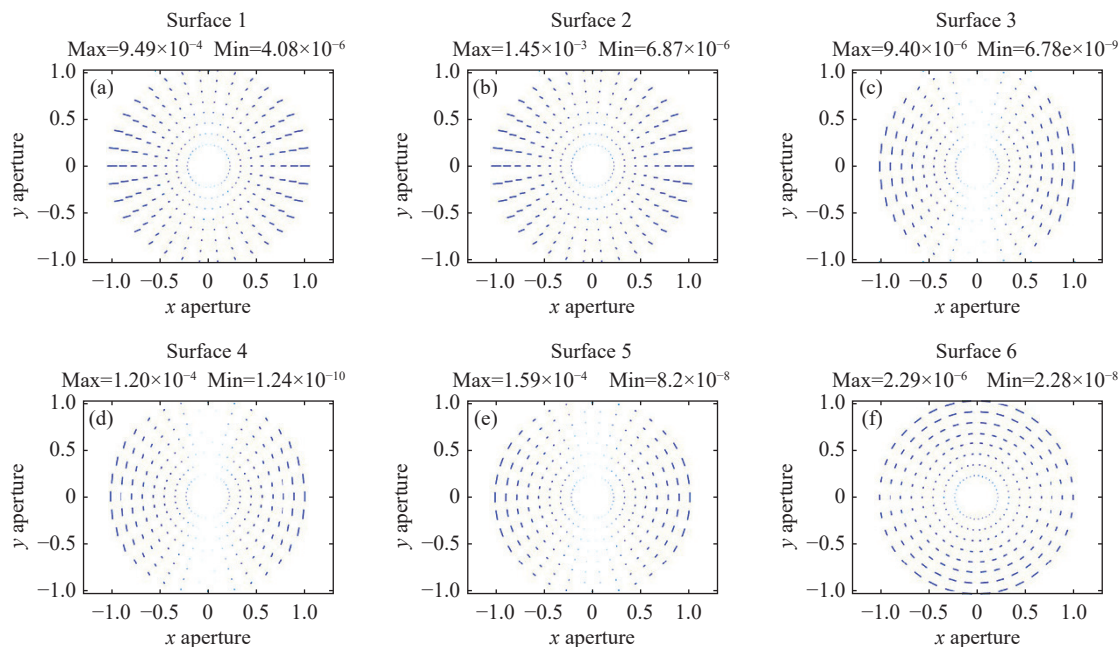 Surface 1
Max=9.49×10⁻⁴ Min=4.08×10⁻⁶
(a)
1.0
0.5
0
−0.5
−1.0
y aperture
−1.0 −0.5 0 0.5 1.0
x aperture
Surface 2
Max=1.45×10⁻³ Min=6.87×10⁻⁶
(b)
1.0
0.5
0
−0.5
−1.0
y aperture
−1.0 −0.5 0 0.5 1.0
x aperture
Surface 3
Max=9.40×10⁻⁶ Min=6.78e×10⁻⁹
(c)
1.0
0.5
0
−0.5
−1.0
y aperture
−1.0 −0.5 0 0.5 1.0
x aperture
Surface 4
Max=1.20×10⁻⁴ Min=1.24×10⁻¹⁰
(d)
1.0
0.5
0
−0.5
−1.0
y aperture
−1.0 −0.5 0 0.5 1.0
x aperture
Surface 5
Max=1.59×10⁻⁴ Min=8.2×10⁻⁸
(e)
1.0
0.5
0
−0.5
−1.0
y aperture
−1.0 −0.5 0 0.5 1.0
x aperture
Surface 6
Max=2.29×10⁻⁶ Min=2.28×10⁻⁸
(f)
1.0
0.5
0
−0.5
−1.0
y aperture
−1.0 −0.5 0 0.5 1.0
x aperture